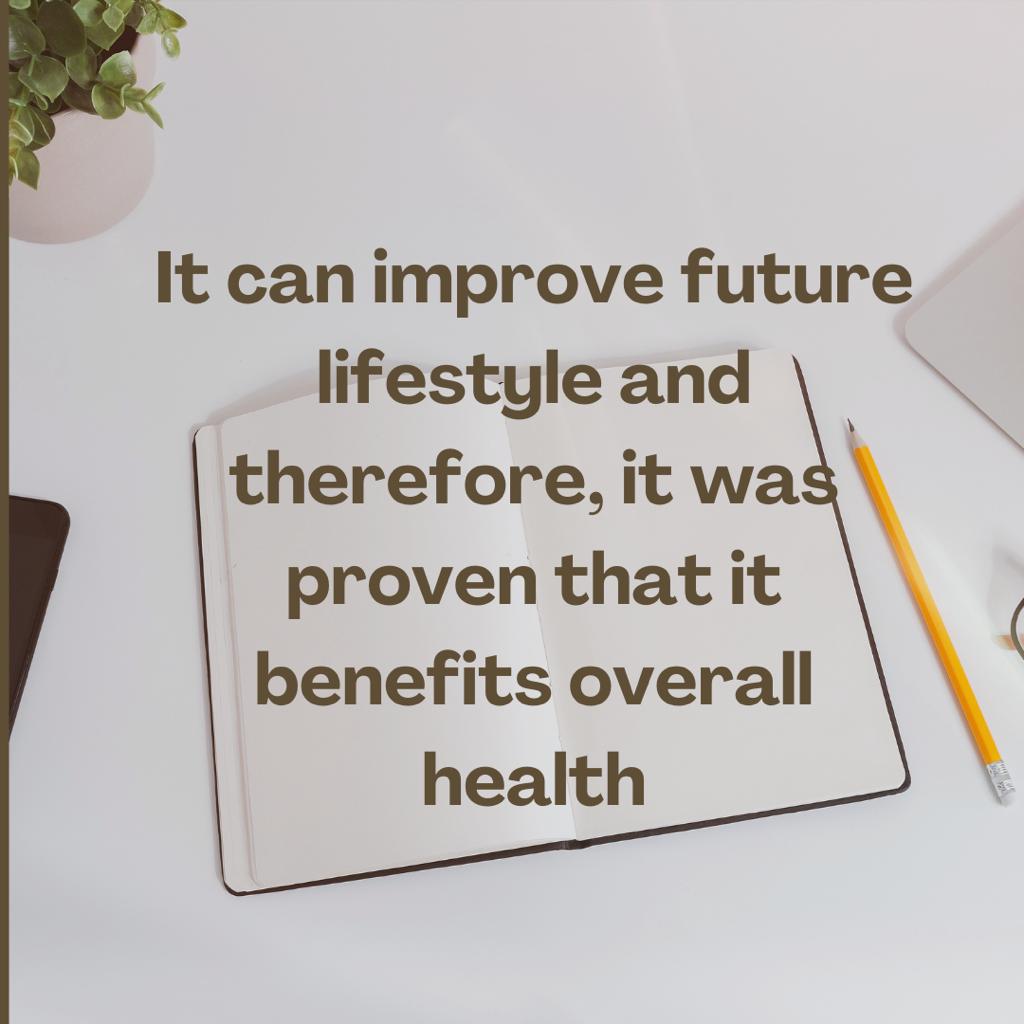 It can improve future
lifestyle and
therefore, it was
proven that it
benefits overall
health